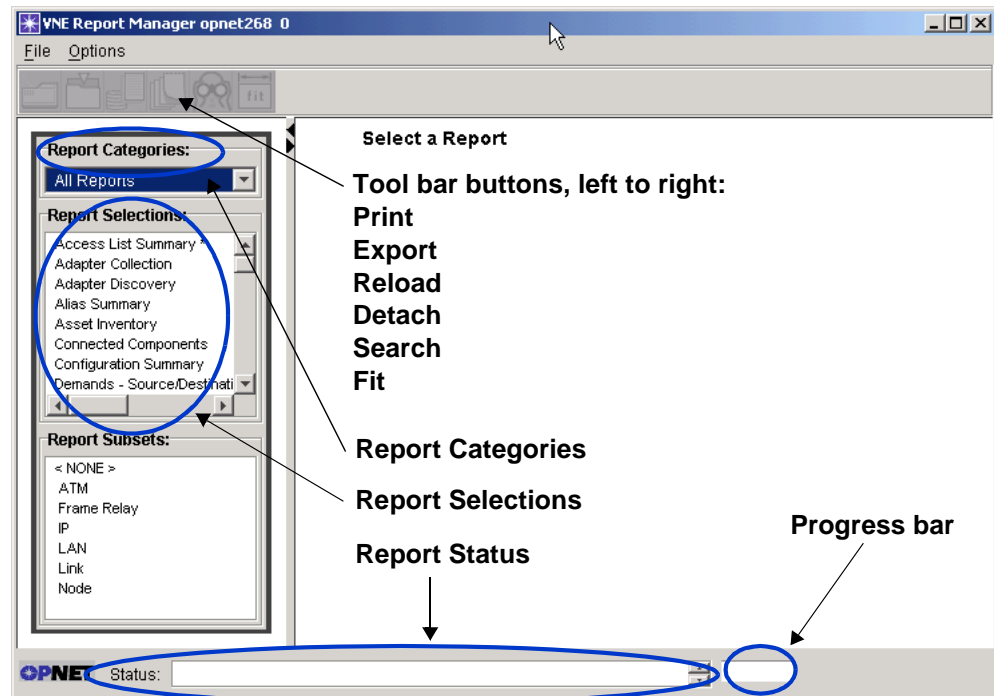 VNE Report Manager opnet268 0
File Options
fit
Select a Report
Report Categories:
All Reports
Report Selections:
Access List Summary *
Adapter Collection
Adapter Discovery
Alias Summary
Asset Inventory
Connected Components
Configuration Summary
Demands - Source/Destinati
Report Subsets:
< NONE >
ATM
Frame Relay
IP
LAN
Link
Node
Tool bar buttons, left to right:
Print
Export
Reload
Detach
Search
Fit
Report Categories
Report Selections
Report Status
Progress bar
OPNET Status: